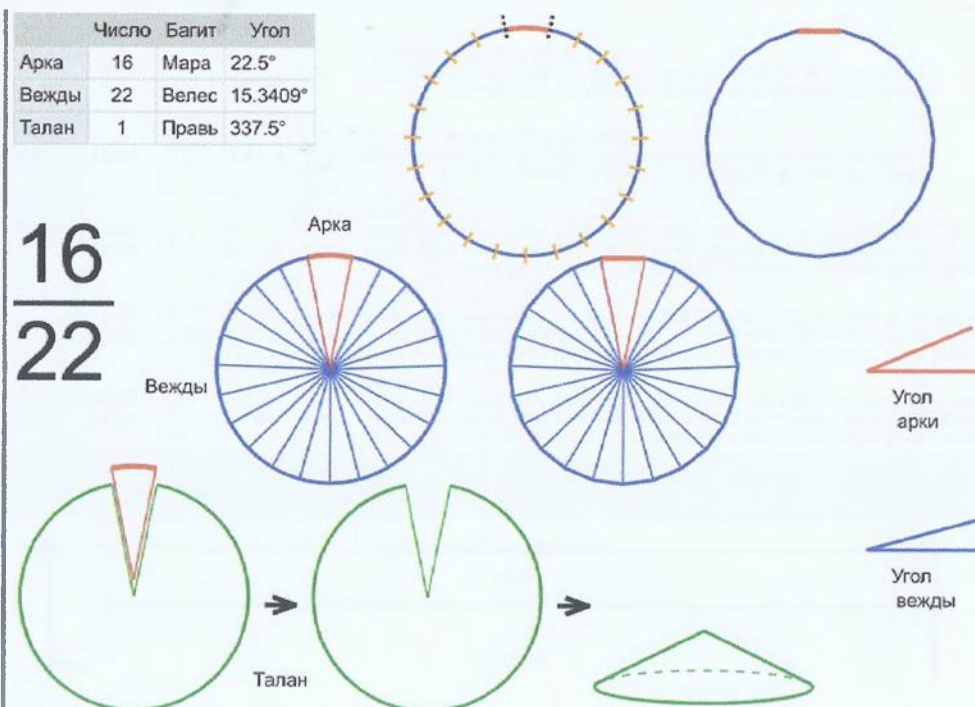 Число Багит Угол
Арка 16 Мара 22.5°
Вежды 22 Велес 15.3409°
Талан 1 Правь 337.5°
16
22
Арка
Вежды
Угол
арки
Угол
вежды
Талан